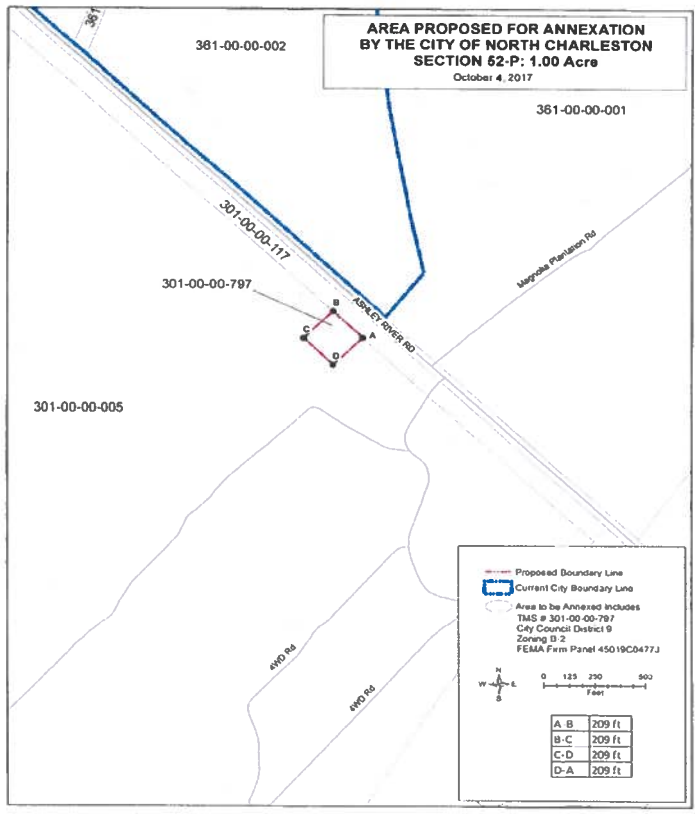 AREA PROPOSED FOR ANNEXATION
BY THE CITY OF NORTH CHARLESTON
SECTION 52-P: 1.00 Acre
October 4, 2017
361
361-00-00-002
361-00-00-001
301-00-00-117
Magnolia Plantation Rd
301-00-00-797
ASHLEY RIVER RD
B
A
C
D
301-00-00-005
4WD Rd
4WD Rd
Proposed Boundary Line
Current City Boundary Line
Area to be Annexed Includes
TMS # 301-00-00-797
City Council District 9
Zoning B-2
FEMA Firm Panel 45019C0477J
N
W E
S
0 125 250 500
Feet
A-B 209 ft
B-C 209 ft
C-D 209 ft
D-A 209 ft